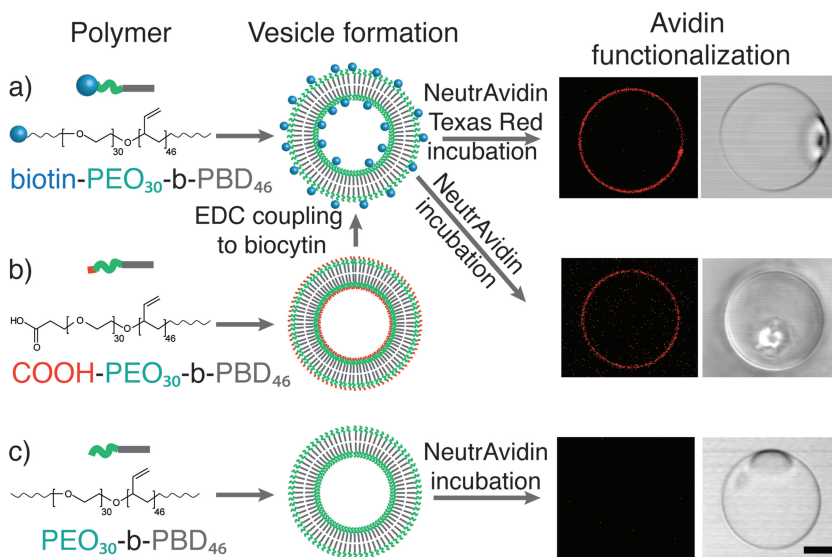 Polymer
Vesicle formation
Avidin
functionalization
a)
O
O
30
46
biotin-PEO₃₀-b-PBD₄₆
NeutrAvidin
Texas Red
incubation
NeutrAvidin
incubation
EDC coupling
to biocytin
b)
HO
O
O
O
30
46
COOH-PEO₃₀-b-PBD₄₆
c)
O
O
30
46
PEO₃₀-b-PBD₄₆
NeutrAvidin
incubation